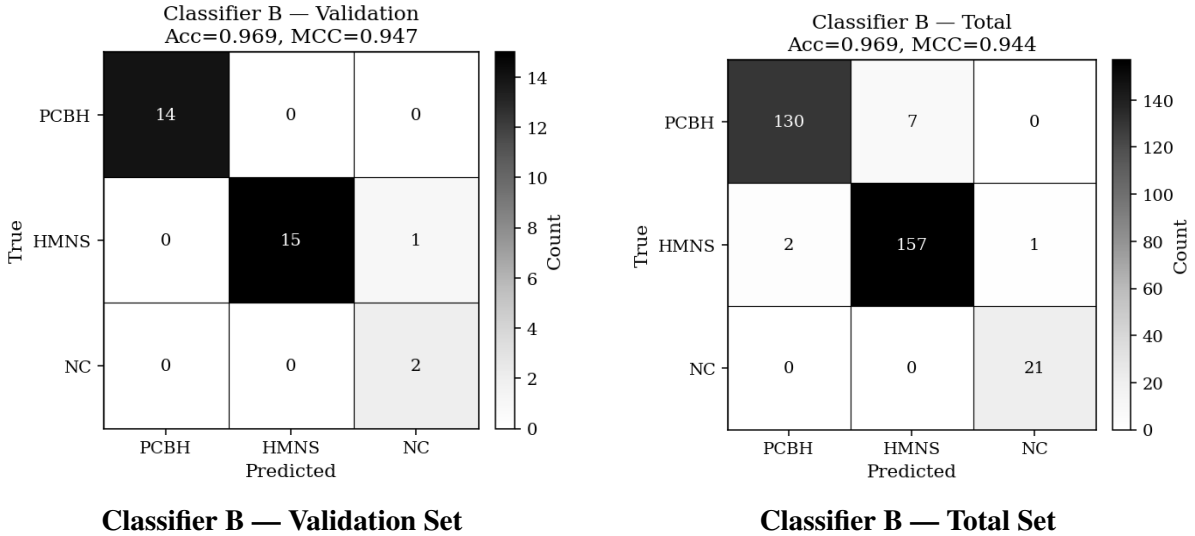 Classifier B — Validation
Acc=0.969, MCC=0.947
PCBH
HMNS
NC
True
14 0 0
0 15 1
0 0 2
PCBH HMNS NC
Predicted
14
12
10
8
6
4
2
0
Count
Classifier B — Validation Set
Classifier B — Total
Acc=0.969, MCC=0.944
PCBH
HMNS
NC
True
130 7 0
2 157 1
0 0 21
PCBH HMNS NC
Predicted
140
120
100
80
60
40
20
0
Count
Classifier B — Total Set